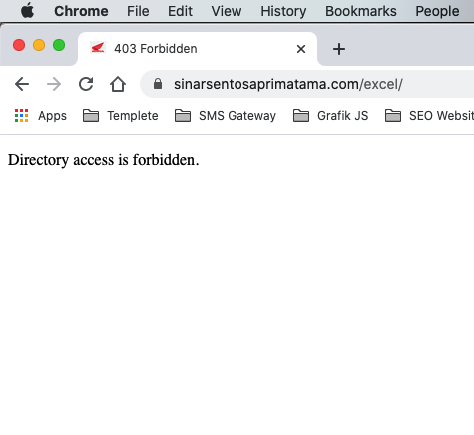 Chrome File Edit View History Bookmarks People
403 Forbidden
sinarsentosaprimatama.com/excel/
Apps Templete SMS Gateway Grafik JS SEO Websit
Directory access is forbidden.